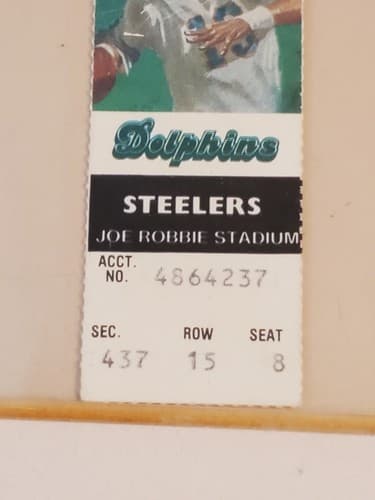 Dolphins
STEELERS
JOE ROBBIE STADIUM
ACCT.
NO. 4864237
SEC. ROW SEAT
437 15 8